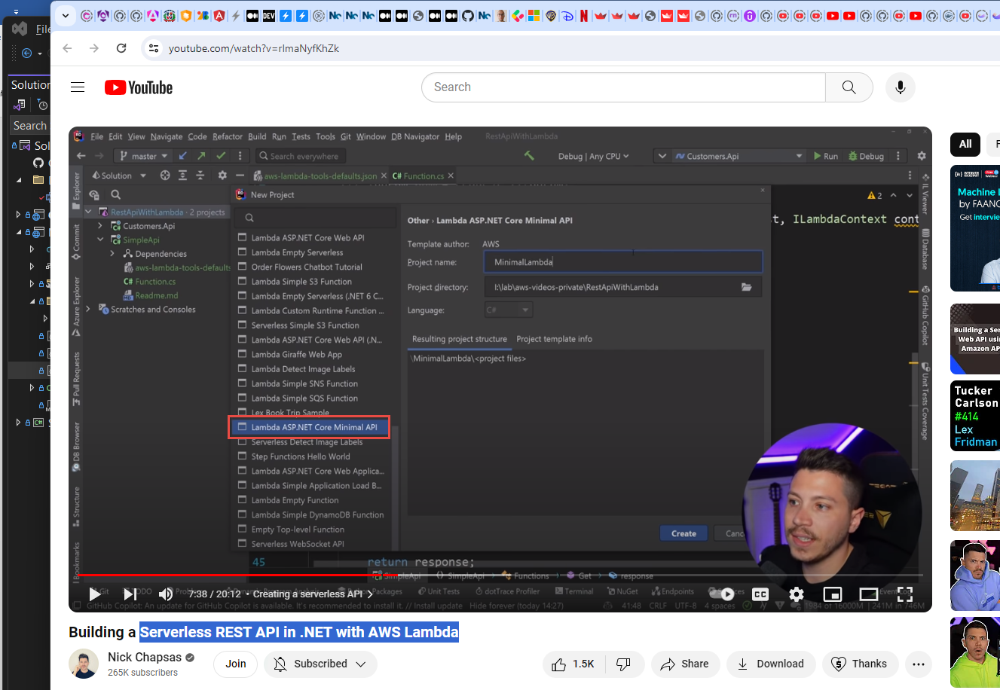 File
youtube.com/watch?v=rlmaNyfKhZk
Solution
YouTube
Search
Search
Solu
File Edit View Navigate Code Refactor Build Run Tests Tools Git Window DB Navigator Help
RestApiWithLambda
master
Search everywhere
Debug | Any CPU
Customers.Api
Run
Debug
Solution
aws-lambda-tools-defaults.json
C# Function.cs
Explorer
Commit
Azure Explorer
Pull Requests
DB Browser
Structure
Bookmarks
RestApiWithLambda · 2 projects
Customers.Api
SimpleApi
Dependencies
aws-lambda-tools-defaults
C# Function.cs
Readme.md
Scratches and Consoles
New Project
Lambda ASP.NET Core Web API
Lambda Empty Serverless
Order Flowers Chatbot Tutorial
Lambda Simple S3 Function
Lambda Empty Serverless (.NET 6 C...
Lambda Custom Runtime Function ...
Serverless Simple S3 Function
Lambda ASP.NET Core Web API (.N...
Lambda Giraffe Web App
Lambda Detect Image Labels
Lambda Simple SNS Function
Lambda Simple SQS Function
Lex Book Trip Sample
Lambda ASP.NET Core Minimal API
Serverless Detect Image Labels
Step Functions Hello World
Lambda ASP.NET Core Web Applica...
Lambda Simple Application Load B...
Lambda Empty Function
Lambda Simple DynamoDB Function
Empty Top-level Function
Serverless WebSocket API
Other › Lambda ASP.NET Core Minimal API
Template author: AWS
Project name: MinimalLambda
Project directory: I:\lab\aws-videos-private\RestApiWithLambda
Language: C#
Resulting project structure Project template info
\MinimalLambda\<project files>
Create
Canc
2
t, ILambdaContext cont
IL Viewer
Database
GitHub Copilot
Unit Tests Coverage
45 return response;
SimpleApi SimpleApi Functions Get response
Git TODO Packages Unit Tests dotTrace Profiler Terminal NuGet Endpoints
7:38 / 20:12 • Creating a serverless API
GitHub Copilot: An update for GitHub Copilot is available. It's recommended to install it. // Install update Hide forever (today 14:27)
41:48 CRLF UTF-8 4 spaces 1984 of 16000M 241M in 746M
Building a Serverless REST API in .NET with AWS Lambda
Nick Chapsas
265K subscribers
Join
Subscribed
1.5K
Share
Download
Thanks
All
Machine
by FAANG
Get intervie
Building a Ser
Web API usin
Amazon AP
Tucker
Carlson
#414
Lex
Fridman